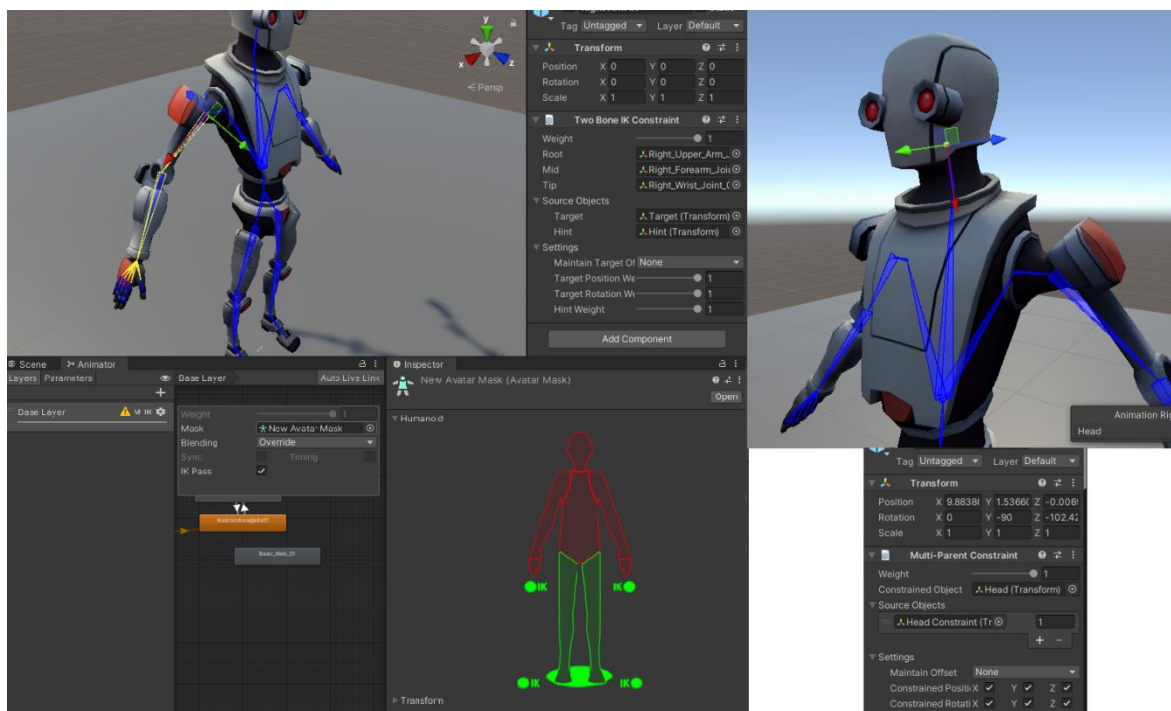 y
x
z
< Persp
Tag Untagged Layer Default
Transform
Position X 0 Y 0 Z 0
Rotation X 0 Y 0 Z 0
Scale X 1 Y 1 Z 1
Two Bone IK Constraint
Weight 1
Root Right_Upper_Arm_
Mid Right_Forearm_Joi
Tip Right_Wrist_Joint_
Source Objects
Target Target (Transform)
Hint Hint (Transform)
Settings
Maintain Target Of None
Target Position We 1
Target Rotation We 1
Hint Weight 1
Add Component
Animation Rig
Head
Scene Animator
Layers Parameters Base Layer Auto Live Link
Base Layer M IK
Weight 1
Mask New Avatar Mask
Blending Override
Sync Timing
IK Pass
Basic_Walk_01
Inspector
New Avatar Mask (Avatar Mask)
Open
Humanoid
IK IK
IK IK
Transform
Tag Untagged Layer Default
Transform
Position X 9.8838 Y 1.5366 Z -0.006
Rotation X 0 Y -90 Z -102.42
Scale X 1 Y 1 Z 1
Multi-Parent Constraint
Weight 1
Constrained Object Head (Transform)
Source Objects
Head Constraint (Tr 1
+ −
Settings
Maintain Offset None
Constrained Positi X Y Z
Constrained Rotati X Y Z